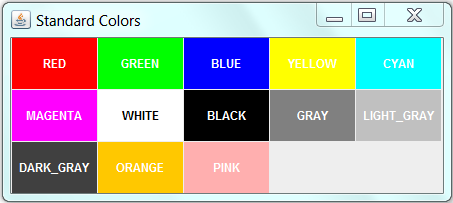 Standard Colors
RED GREEN BLUE YELLOW CYAN
MAGENTA WHITE BLACK GRAY LIGHT_GRAY
DARK_GRAY ORANGE PINK